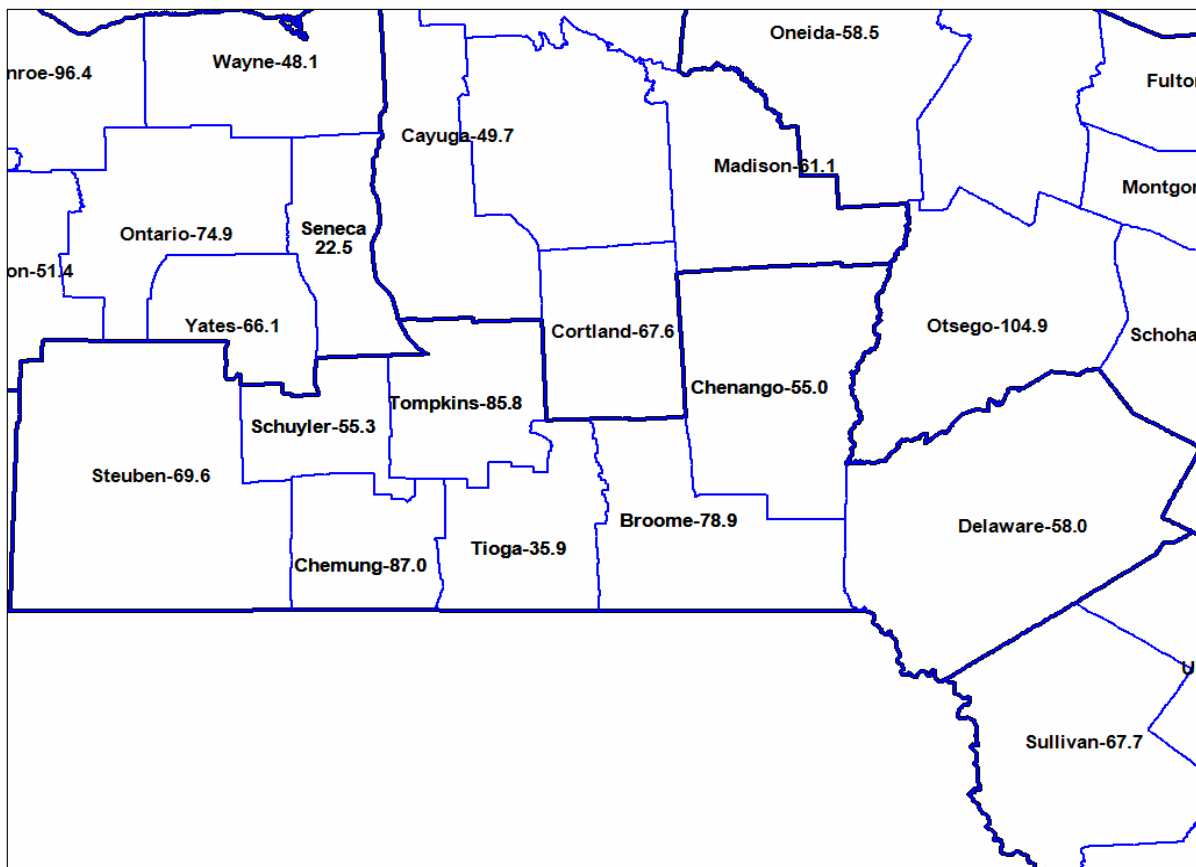 Oneida-58.5
Wayne-48.1
nroe-96.4
Fulto
Cayuga-49.7
Madison-61.1
Montgor
Ontario-74.9
Seneca
22.5
on-51.4
Yates-66.1
Cortland-67.6
Otsego-104.9
Schoha
Chenango-55.0
Tompkins-85.8
Schuyler-55.3
Steuben-69.6
Broome-78.9
Delaware-58.0
Tioga-35.9
Chemung-87.0
U
Sullivan-67.7